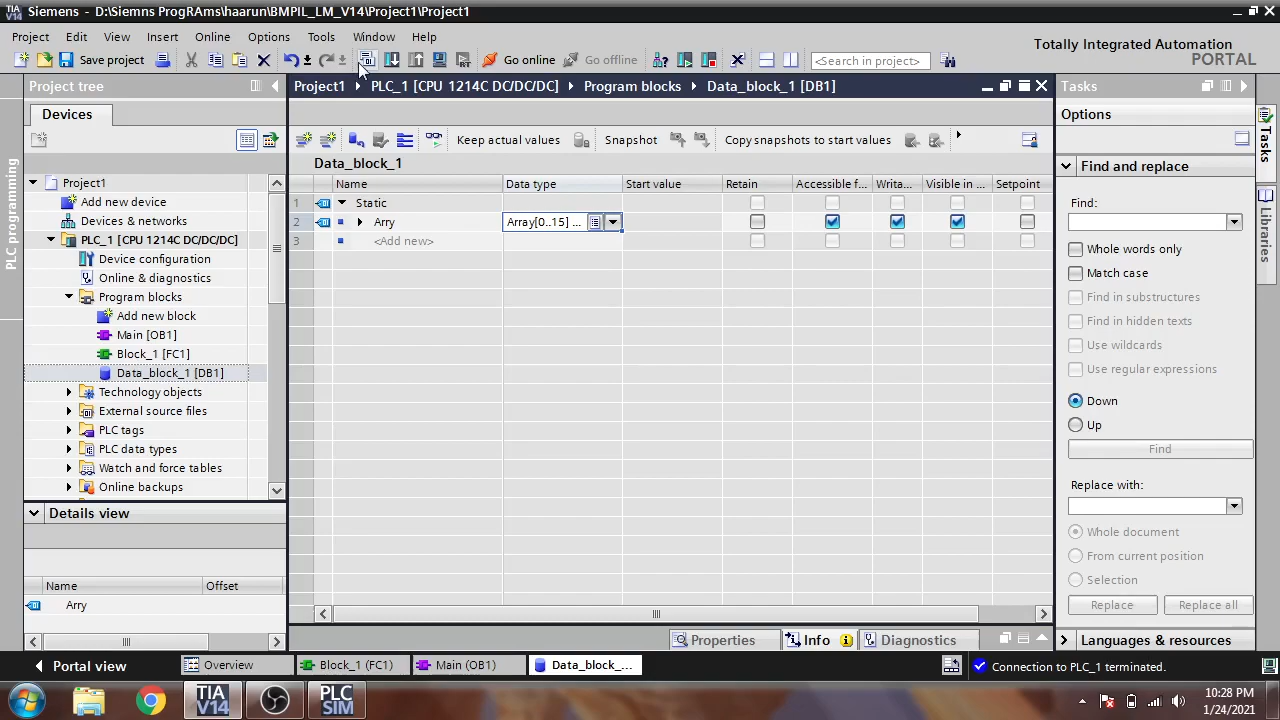 TIA V14 Siemens - D:\Siemns ProgRAms\haarun\BMPIL_LM_V14\Project1\Project1
Project Edit View Insert Online Options Tools Window Help
Totally Integrated Automation
PORTAL
Save project Go online Go offline <Search in project>
Project tree
Project1 PLC_1 [CPU 1214C DC/DC/DC] Program blocks Data_block_1 [DB1]
Tasks
Devices
Options
Keep actual values Snapshot Copy snapshots to start values
Data_block_1
Find and replace
Name Data type Start value Retain Accessible f... Writa... Visible in ... Setpoint
1 Static
2 Arry Array[0..15] ...
3 <Add new>
PLC programming
Project1
Add new device
Devices & networks
PLC_1 [CPU 1214C DC/DC/DC]
Device configuration
Online & diagnostics
Program blocks
Add new block
Main [OB1]
Block_1 [FC1]
Data_block_1 [DB1]
Technology objects
External source files
PLC tags
PLC data types
Watch and force tables
Online backups
Find:
Whole words only
Match case
Find in substructures
Find in hidden texts
Use wildcards
Use regular expressions
Down
Up
Find
Replace with:
Whole document
From current position
Selection
Replace Replace all
Languages & resources
Tasks
Libraries
Details view
Name Offset
Arry
Properties Info Diagnostics
Portal view Overview Block_1 (FC1) Main (OB1) Data_block_... Connection to PLC_1 terminated.
TIA V14
PLC SIM
10:28 PM
1/24/2021